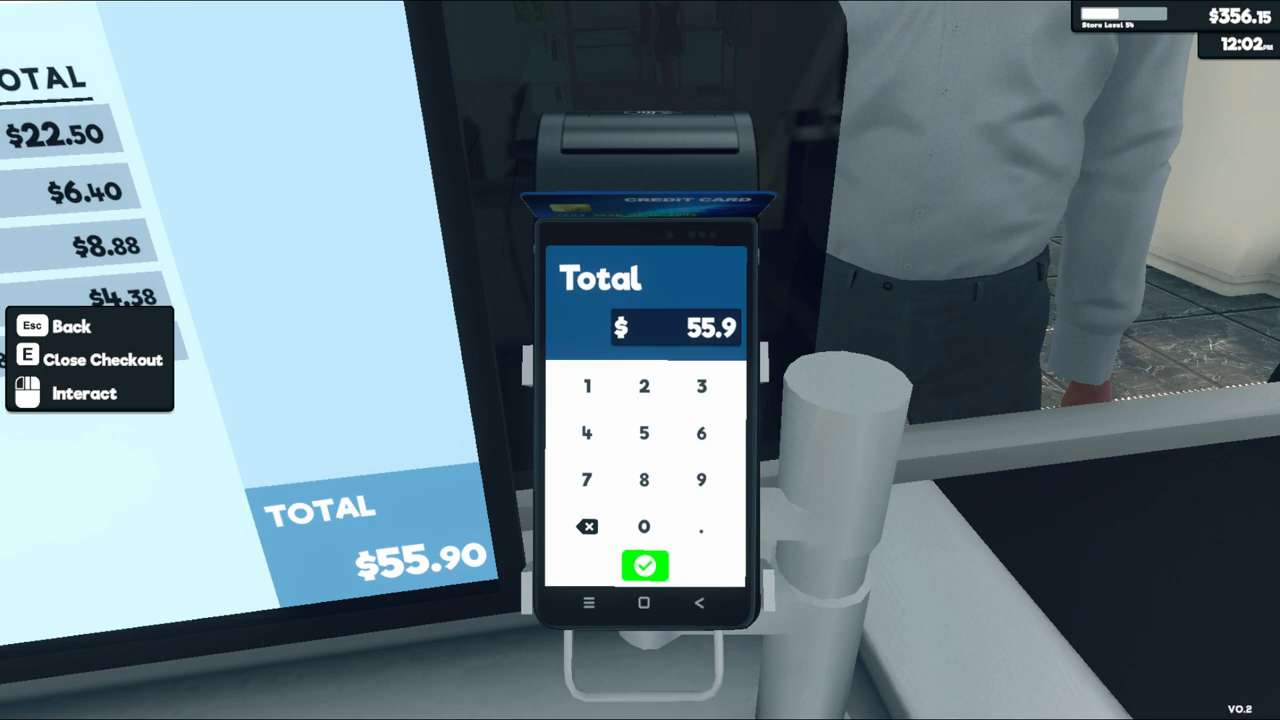 $356.15
Store Level 54
12:02PM
OTAL
$22.50
$6.40
$8.88
$4.38
Esc Back
E Close Checkout
Interact
TOTAL
$55.90
CREDIT CARD
Total
$ 55.9
1 2 3
4 5 6
7 8 9
0 .
V0.2